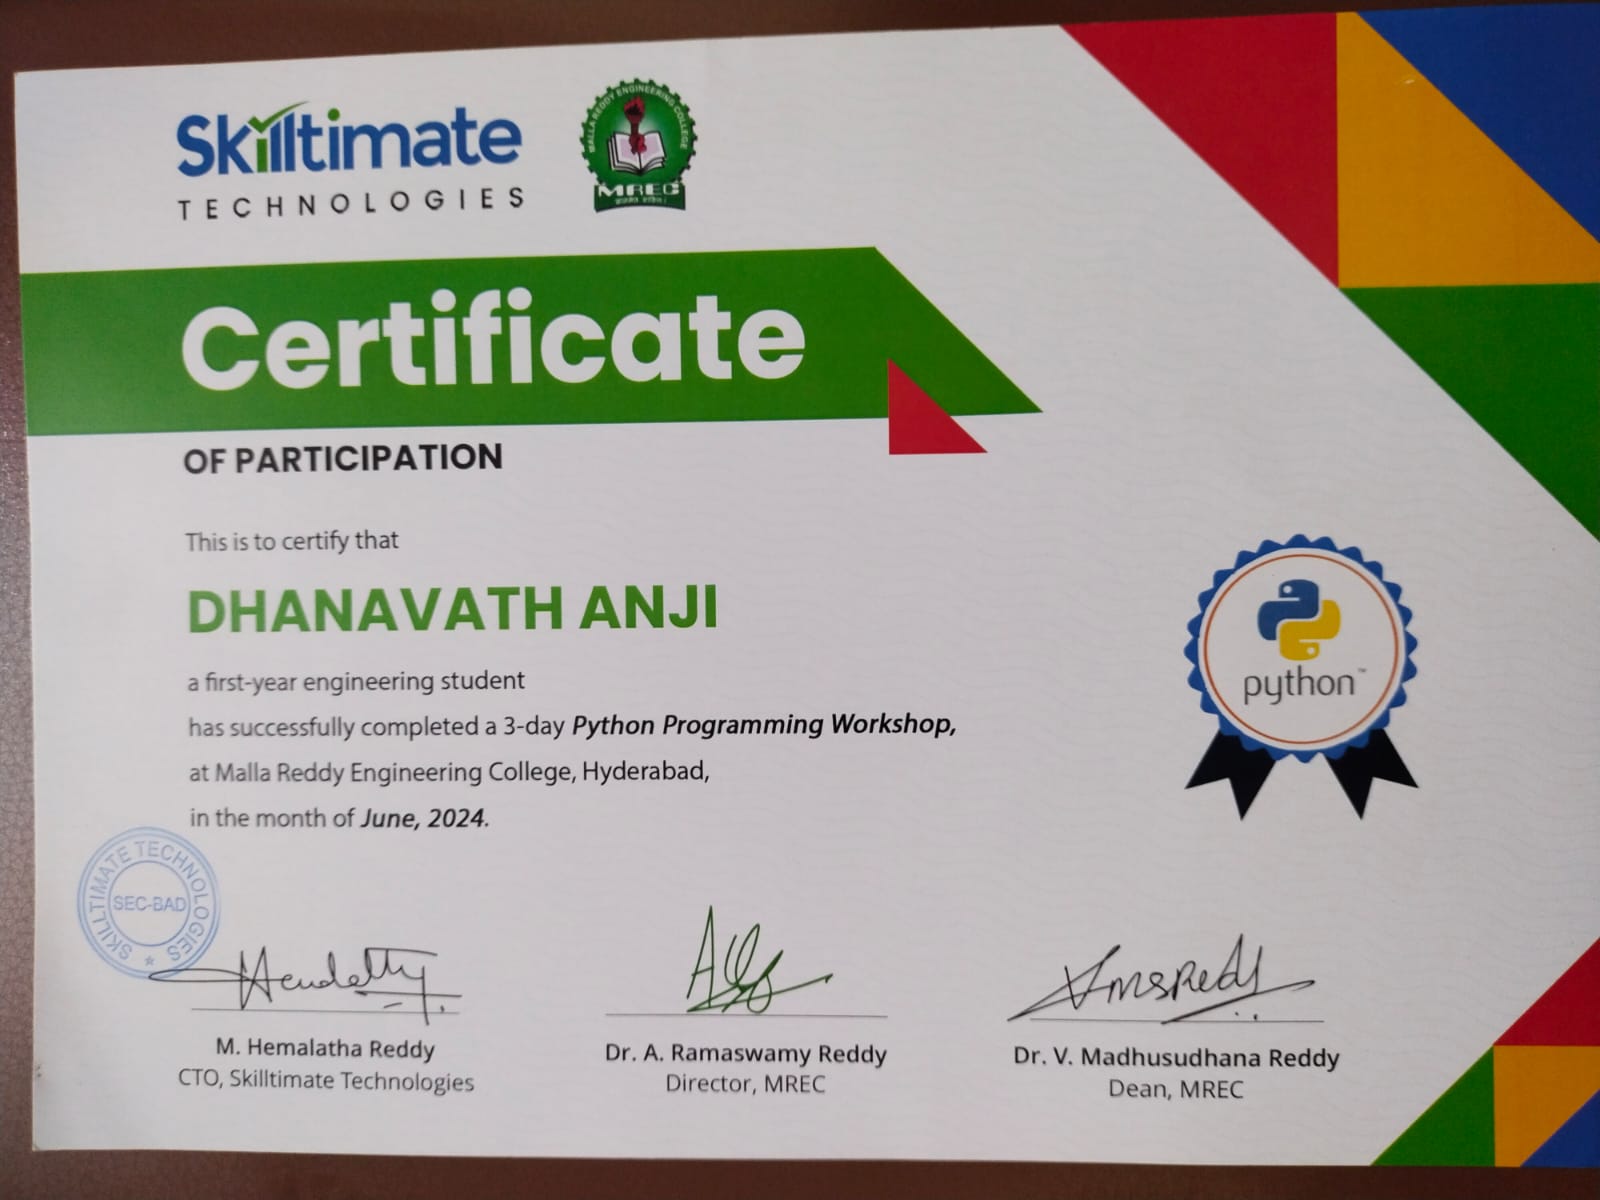 Skilltimate
TECHNOLOGIES
MALLA REDDY ENGINEERING COLLEGE
MREC
Certificate
OF PARTICIPATION
This is to certify that
DHANAVATH ANJI
a first-year engineering student
has successfully completed a 3-day Python Programming Workshop,
at Malla Reddy Engineering College, Hyderabad,
in the month of June, 2024.
python™
SKILLTIMATE TECHNOLOGIES
SEC-BAD
M. Hemalatha Reddy
CTO, Skilltimate Technologies
Dr. A. Ramaswamy Reddy
Director, MREC
Dr. V. Madhusudhana Reddy
Dean, MREC